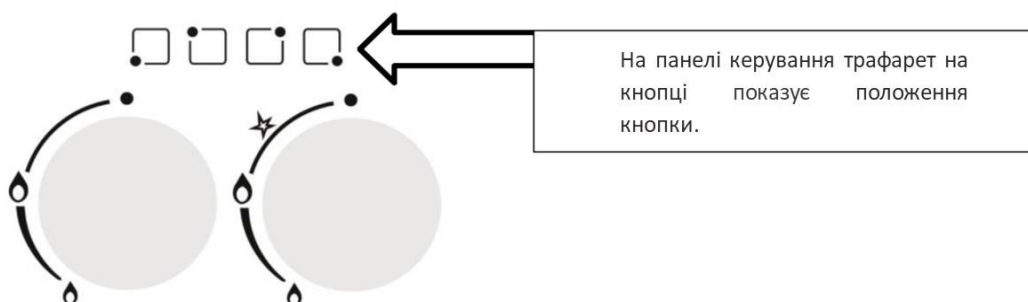 На панелі керування трафарет на
кнопці показує положення
кнопки.